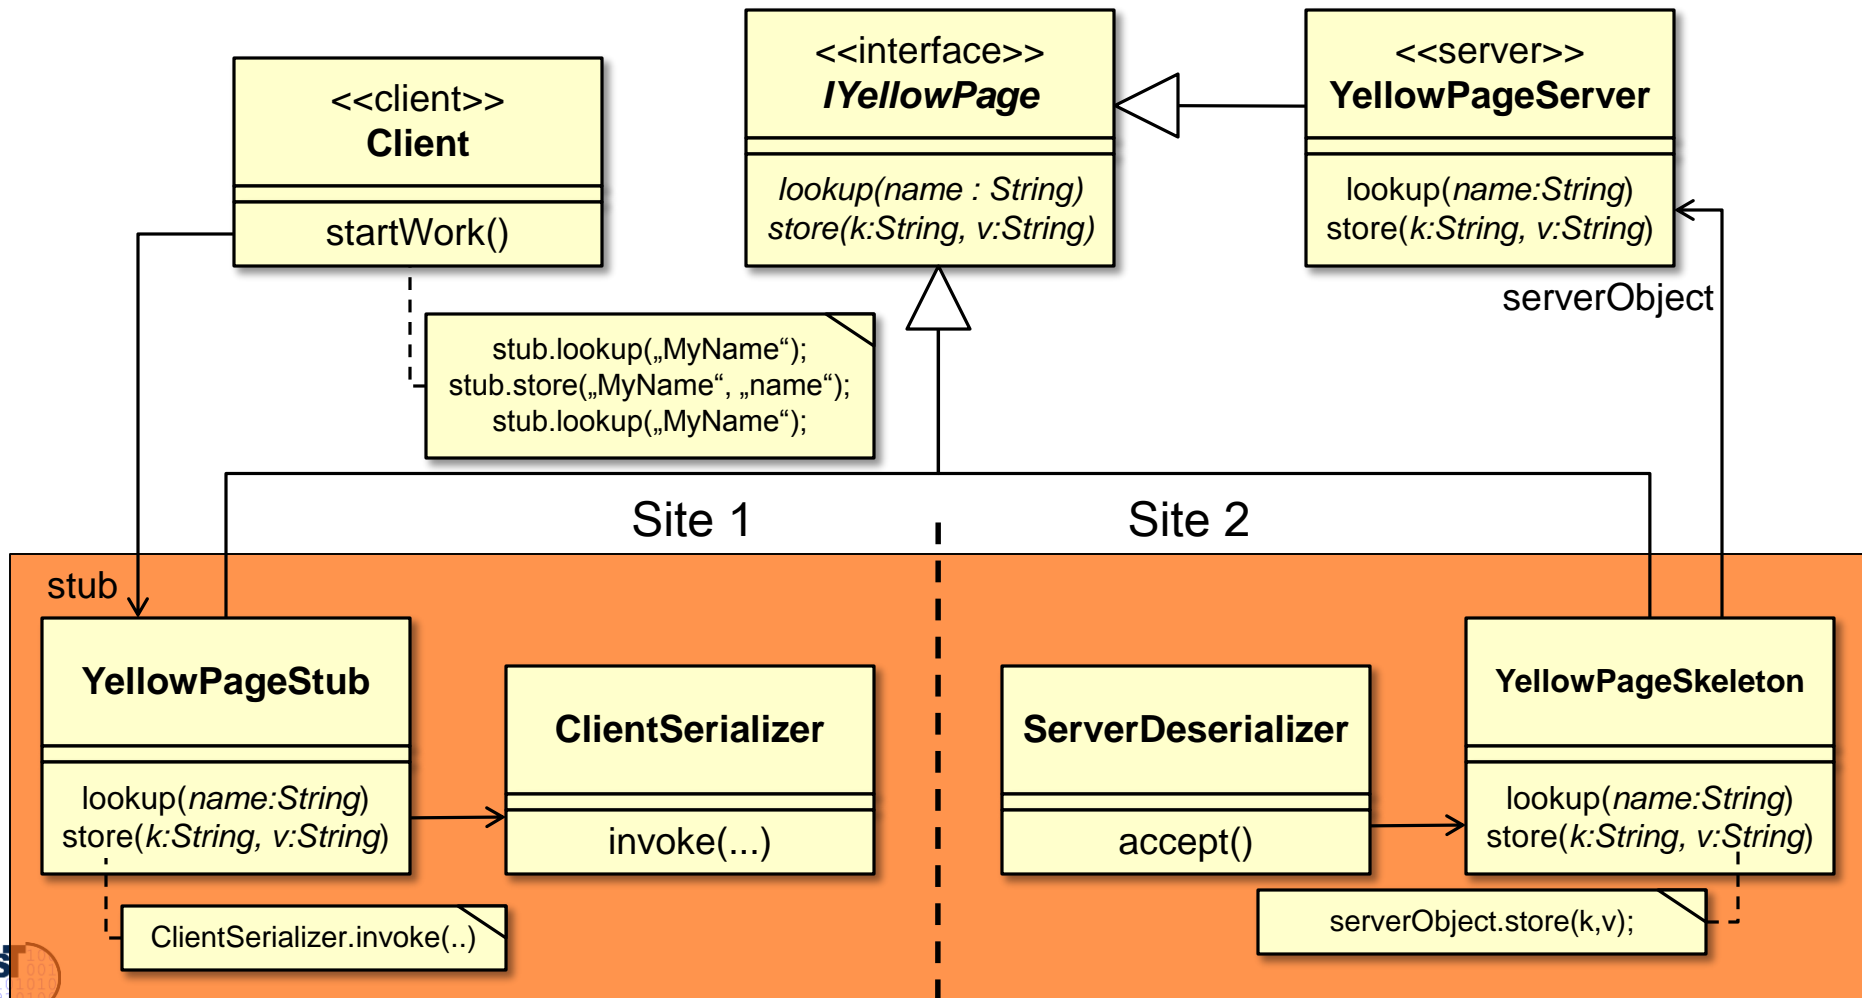 <<client>>
Client
startWork()
<<interface>>
IYellowPage
lookup(name : String)
store(k:String, v:String)
<<server>>
YellowPageServer
lookup(name:String)
store(k:String, v:String)
serverObject
stub.lookup(„MyName“);
stub.store(„MyName“, „name“);
stub.lookup(„MyName“);
Site 1
Site 2
stub
YellowPageStub
lookup(name:String)
store(k:String, v:String)
ClientSerializer
invoke(...)
ServerDeserializer
accept()
YellowPageSkeleton
lookup(name:String)
store(k:String, v:String)
ClientSerializer.invoke(..)
serverObject.store(k,v);